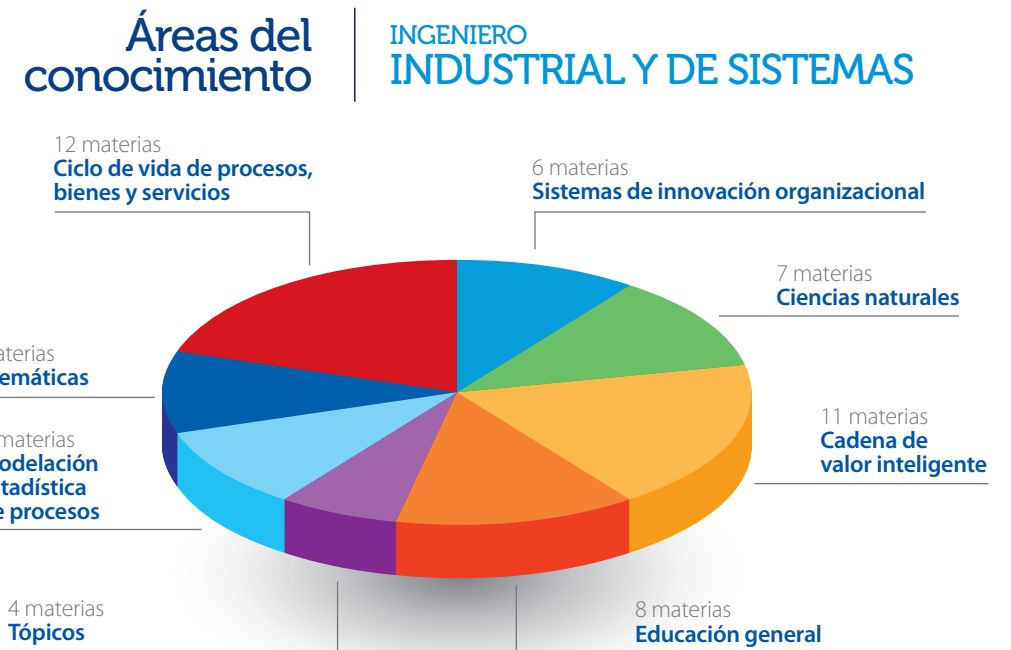 Áreas del
conocimiento
INGENIERO
INDUSTRIAL Y DE SISTEMAS
12 materias
Ciclo de vida de procesos,
bienes y servicios
6 materias
Sistemas de innovación organizacional
7 materias
Ciencias naturales
aterias
emáticas
11 materias
Cadena de
valor inteligente
materias
odelación
tadística
e procesos
4 materias
Tópicos
8 materias
Educación general